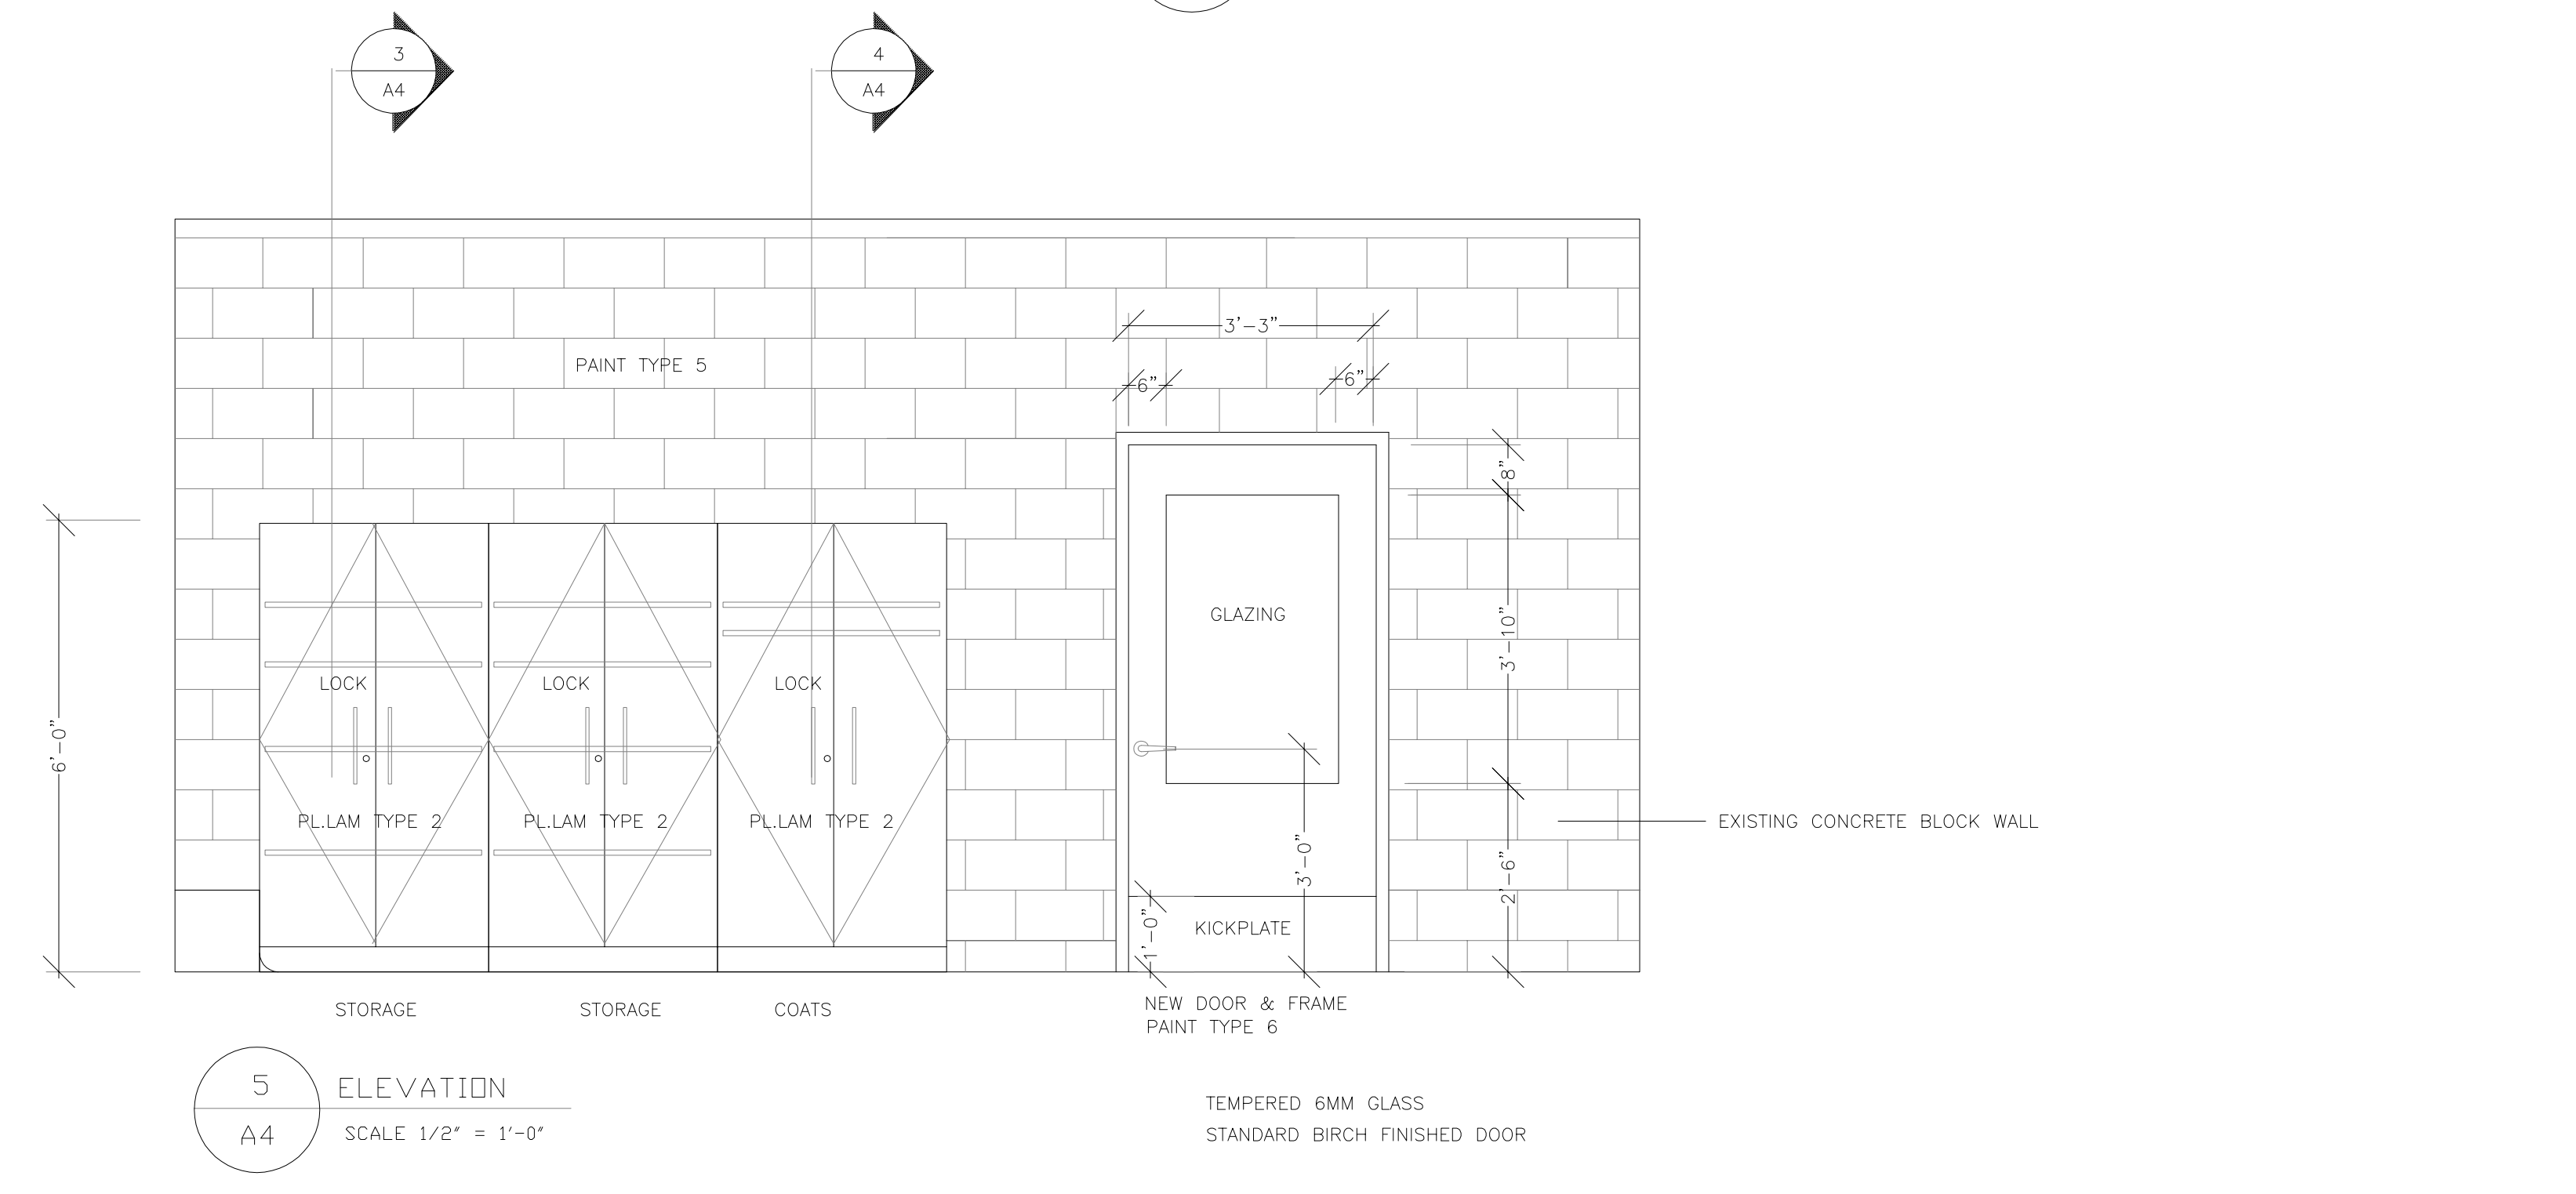 3
A4
4
A4
3'-3"
PAINT TYPE 5
6"
6"
8"
GLAZING
3'-10"
LOCK
LOCK
LOCK
6'-0"
PL.LAM TYPE 2
PL.LAM TYPE 2
PL.LAM TYPE 2
EXISTING CONCRETE BLOCK WALL
3'-0"
2'-6"
1'-0"
KICKPLATE
STORAGE
STORAGE
COATS
NEW DOOR & FRAME
PAINT TYPE 6
5
A4
ELEVATION
SCALE 1/2" = 1'-0"
TEMPERED 6MM GLASS
STANDARD BIRCH FINISHED DOOR